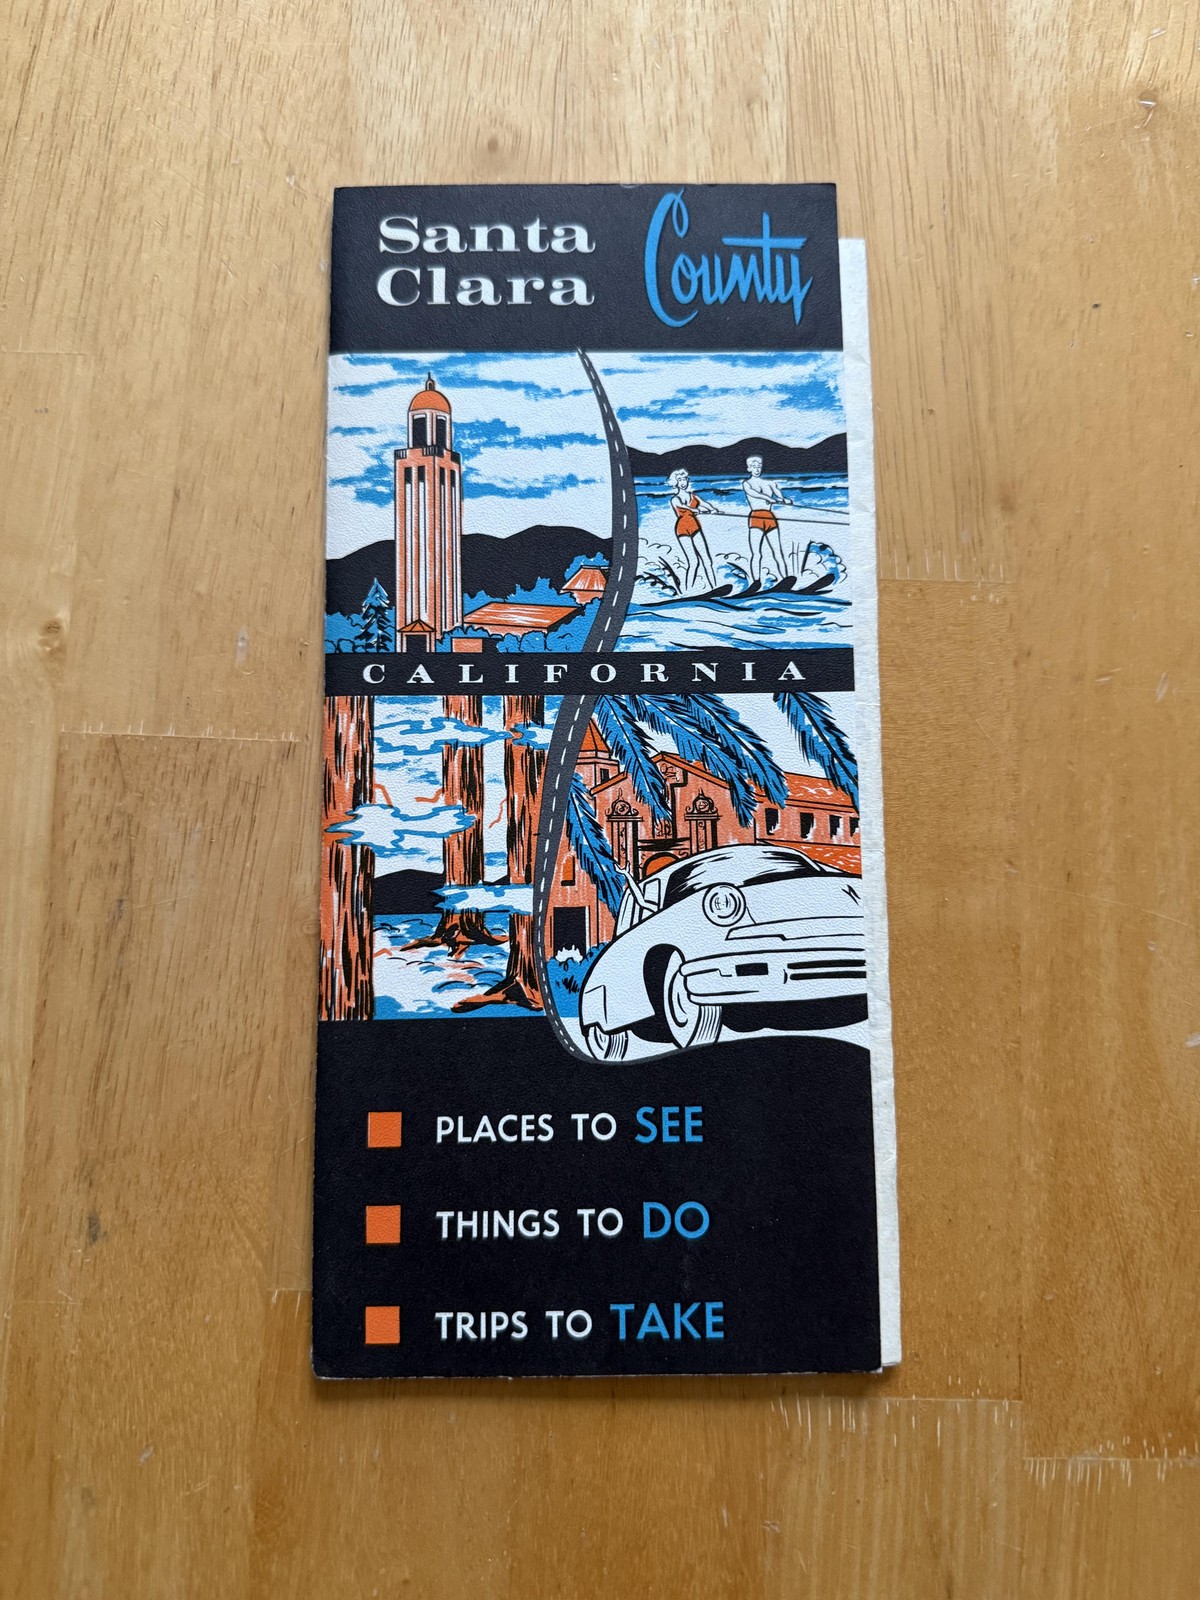 Santa
Clara
County
CALIFORNIA
PLACES TO SEE
THINGS TO DO
TRIPS TO TAKE